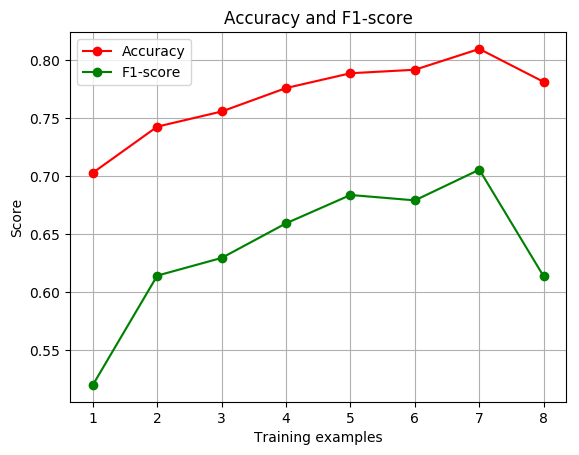 Accuracy and F1-score
Accuracy
F1-score
0.80
0.75
0.70
0.65
0.60
0.55
Score
1 2 3 4 5 6 7 8
Training examples